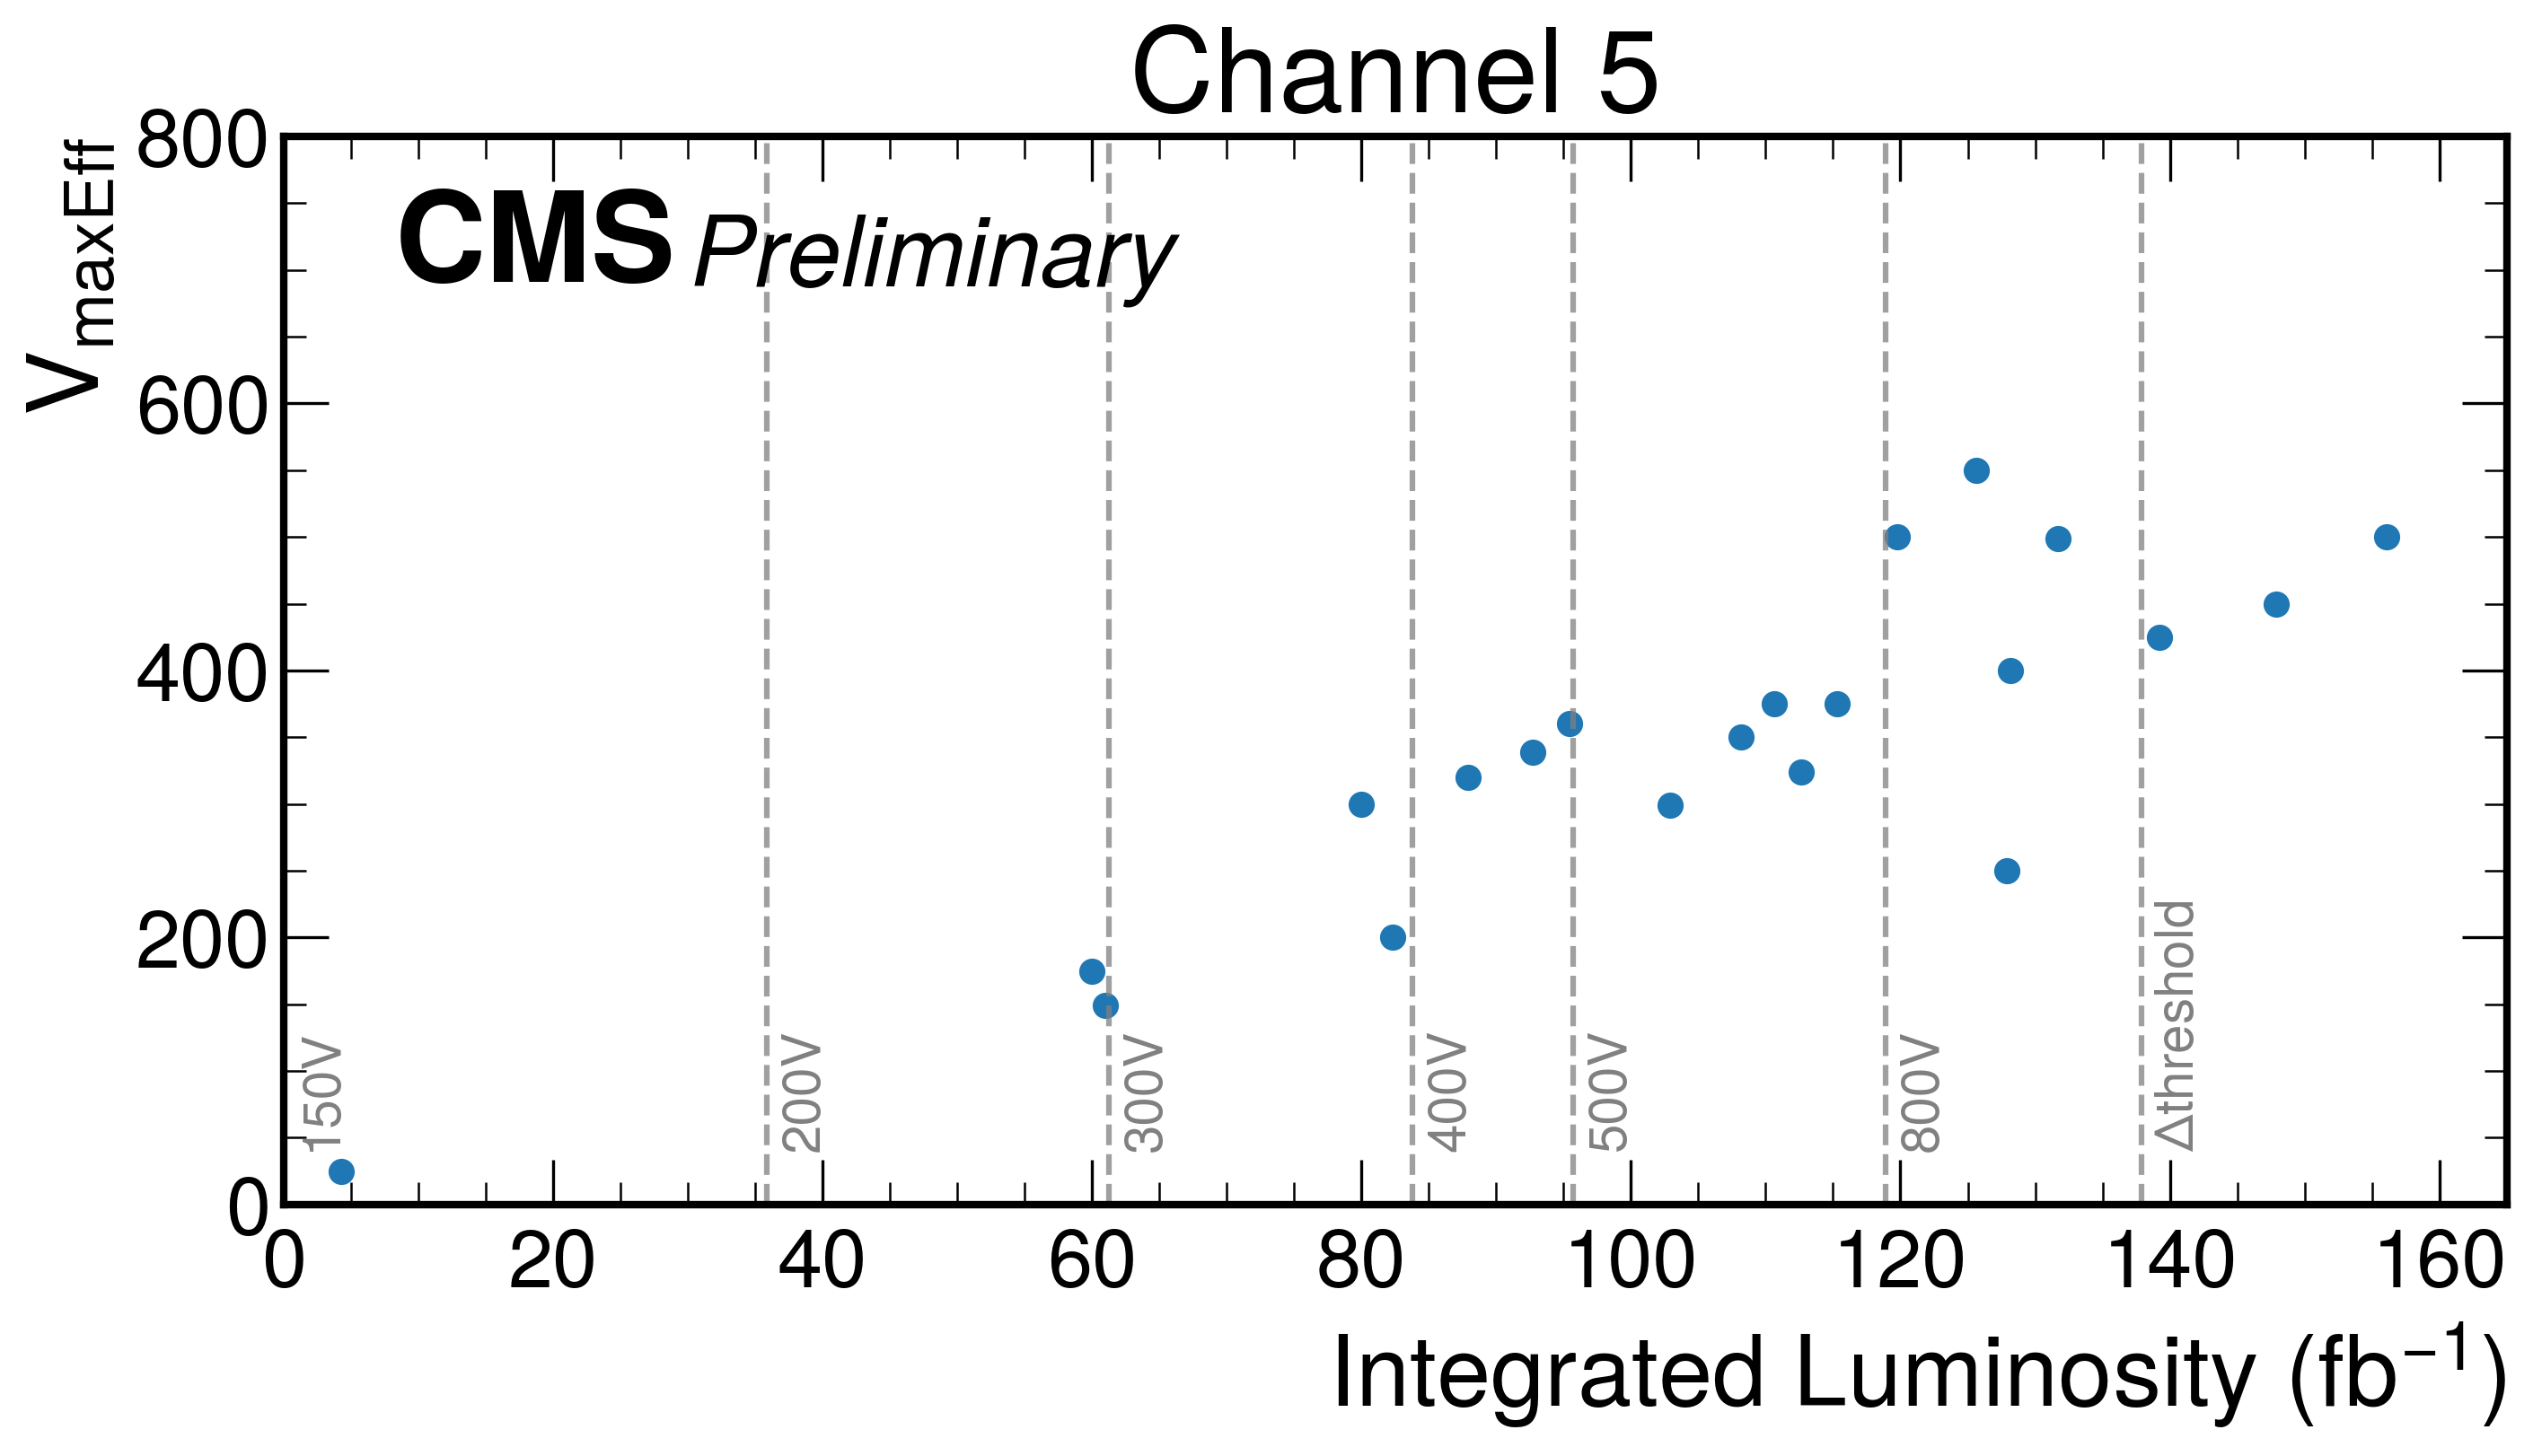 Channel 5
CMS Preliminary
V_maxEff
800
600
400
200
0
150V
200V
300V
400V
500V
800V
Δthreshold
0 20 40 60 80 100 120 140 160
Integrated Luminosity (fb⁻¹)